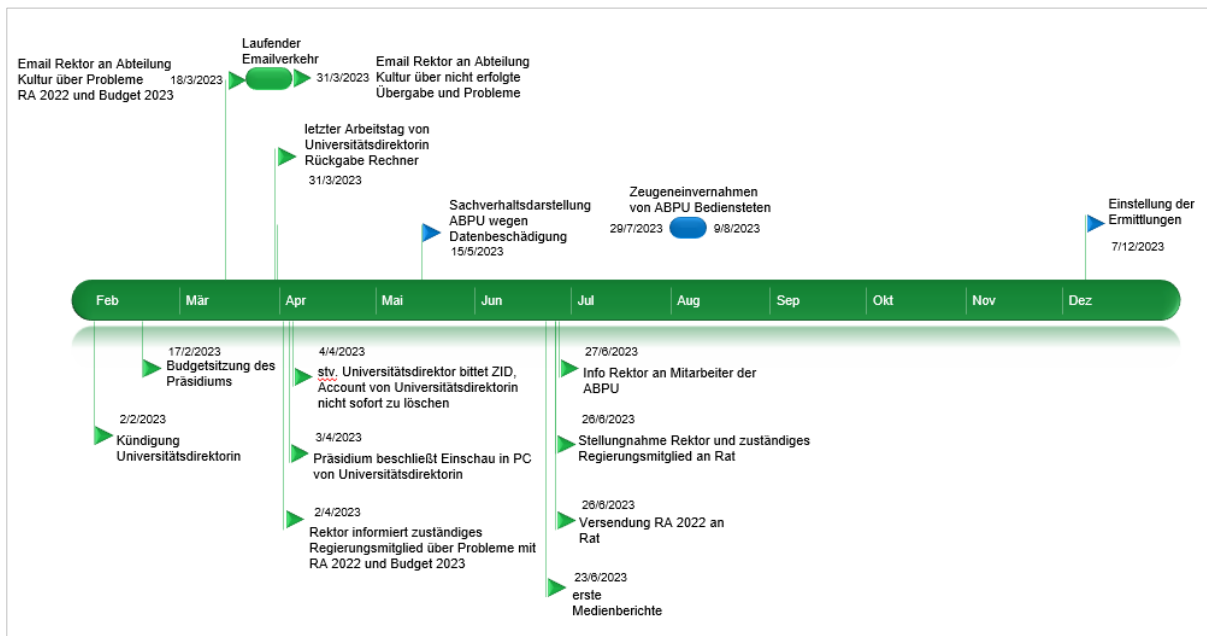 Email Rektor an Abteilung
Kultur über Probleme
RA 2022 und Budget 2023
18/3/2023
Laufender
Emailverkehr
31/3/2023
Email Rektor an Abteilung
Kultur über nicht erfolgte
Übergabe und Probleme
letzter Arbeitstag von
Universitätsdirektorin
Rückgabe Rechner
31/3/2023
Sachverhaltsdarstellung
ABPU wegen
Datenbeschädigung
15/5/2023
Zeugeneinvernahmen
von ABPU Bediensteten
29/7/2023
9/8/2023
Einstellung der
Ermittlungen
7/12/2023
Feb
Mär
Apr
Mai
Jun
Jul
Aug
Sep
Okt
Nov
Dez
17/2/2023
Budgetsitzung des
Präsidiums
2/2/2023
Kündigung
Universitätsdirektorin
4/4/2023
stv. Universitätsdirektor bittet ZID,
Account von Universitätsdirektorin
nicht sofort zu löschen
3/4/2023
Präsidium beschließt Einschau in PC
von Universitätsdirektorin
2/4/2023
Rektor informiert zuständiges
Regierungsmitglied über Probleme mit
RA 2022 und Budget 2023
27/6/2023
Info Rektor an Mitarbeiter der
ABPU
26/6/2023
Stellungnahme Rektor und zuständiges
Regierungsmitglied an Rat
26/6/2023
Versendung RA 2022 an
Rat
23/6/2023
erste
Medienberichte